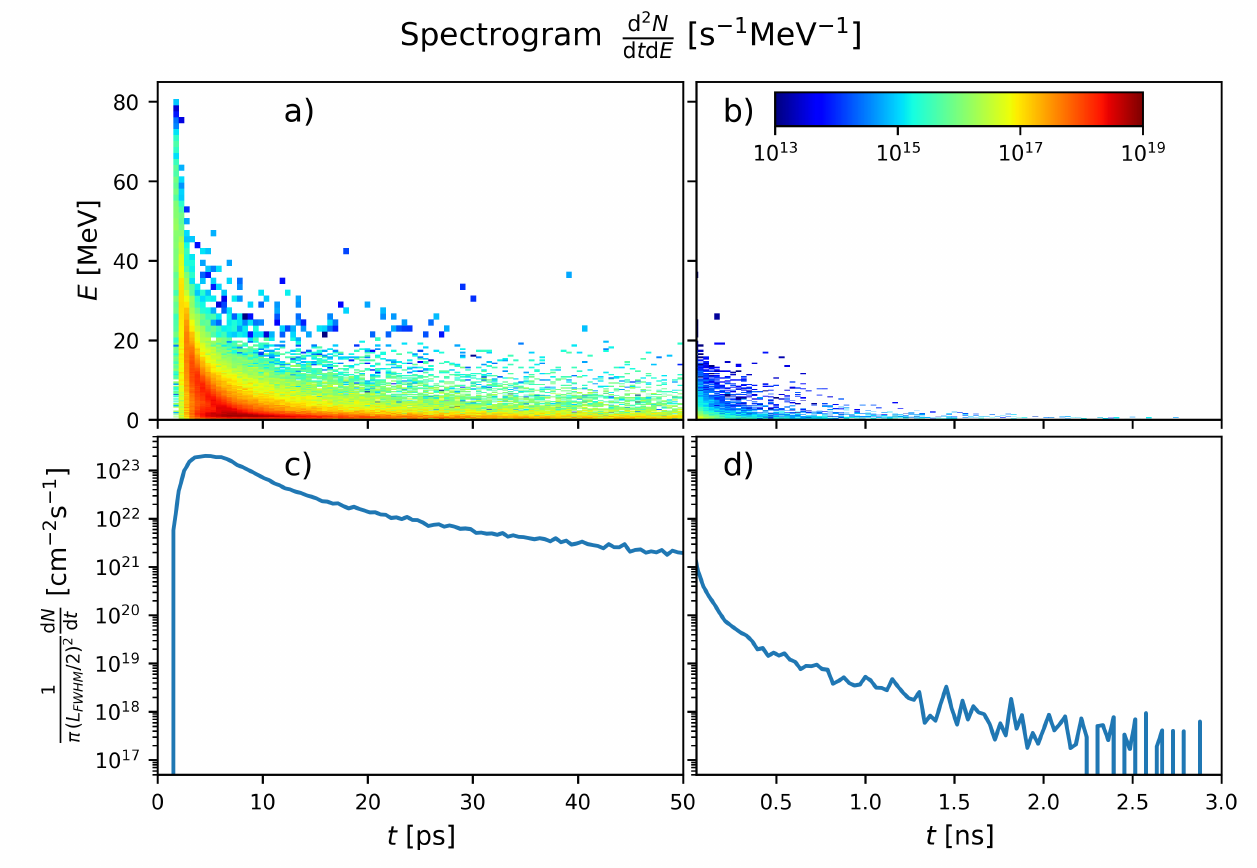 Spectrogram d²N/dtdE [s⁻¹MeV⁻¹]
a)
b)
10¹³ 10¹⁵ 10¹⁷ 10¹⁹
E [MeV]
80
60
40
20
0
c)
d)
1/π(L_FWHM/2)² dN/dt [cm⁻²s⁻¹]
10²³
10²²
10²¹
10²⁰
10¹⁹
10¹⁸
10¹⁷
0 10 20 30 40 50
0.5 1.0 1.5 2.0 2.5 3.0
t [ps]
t [ns]